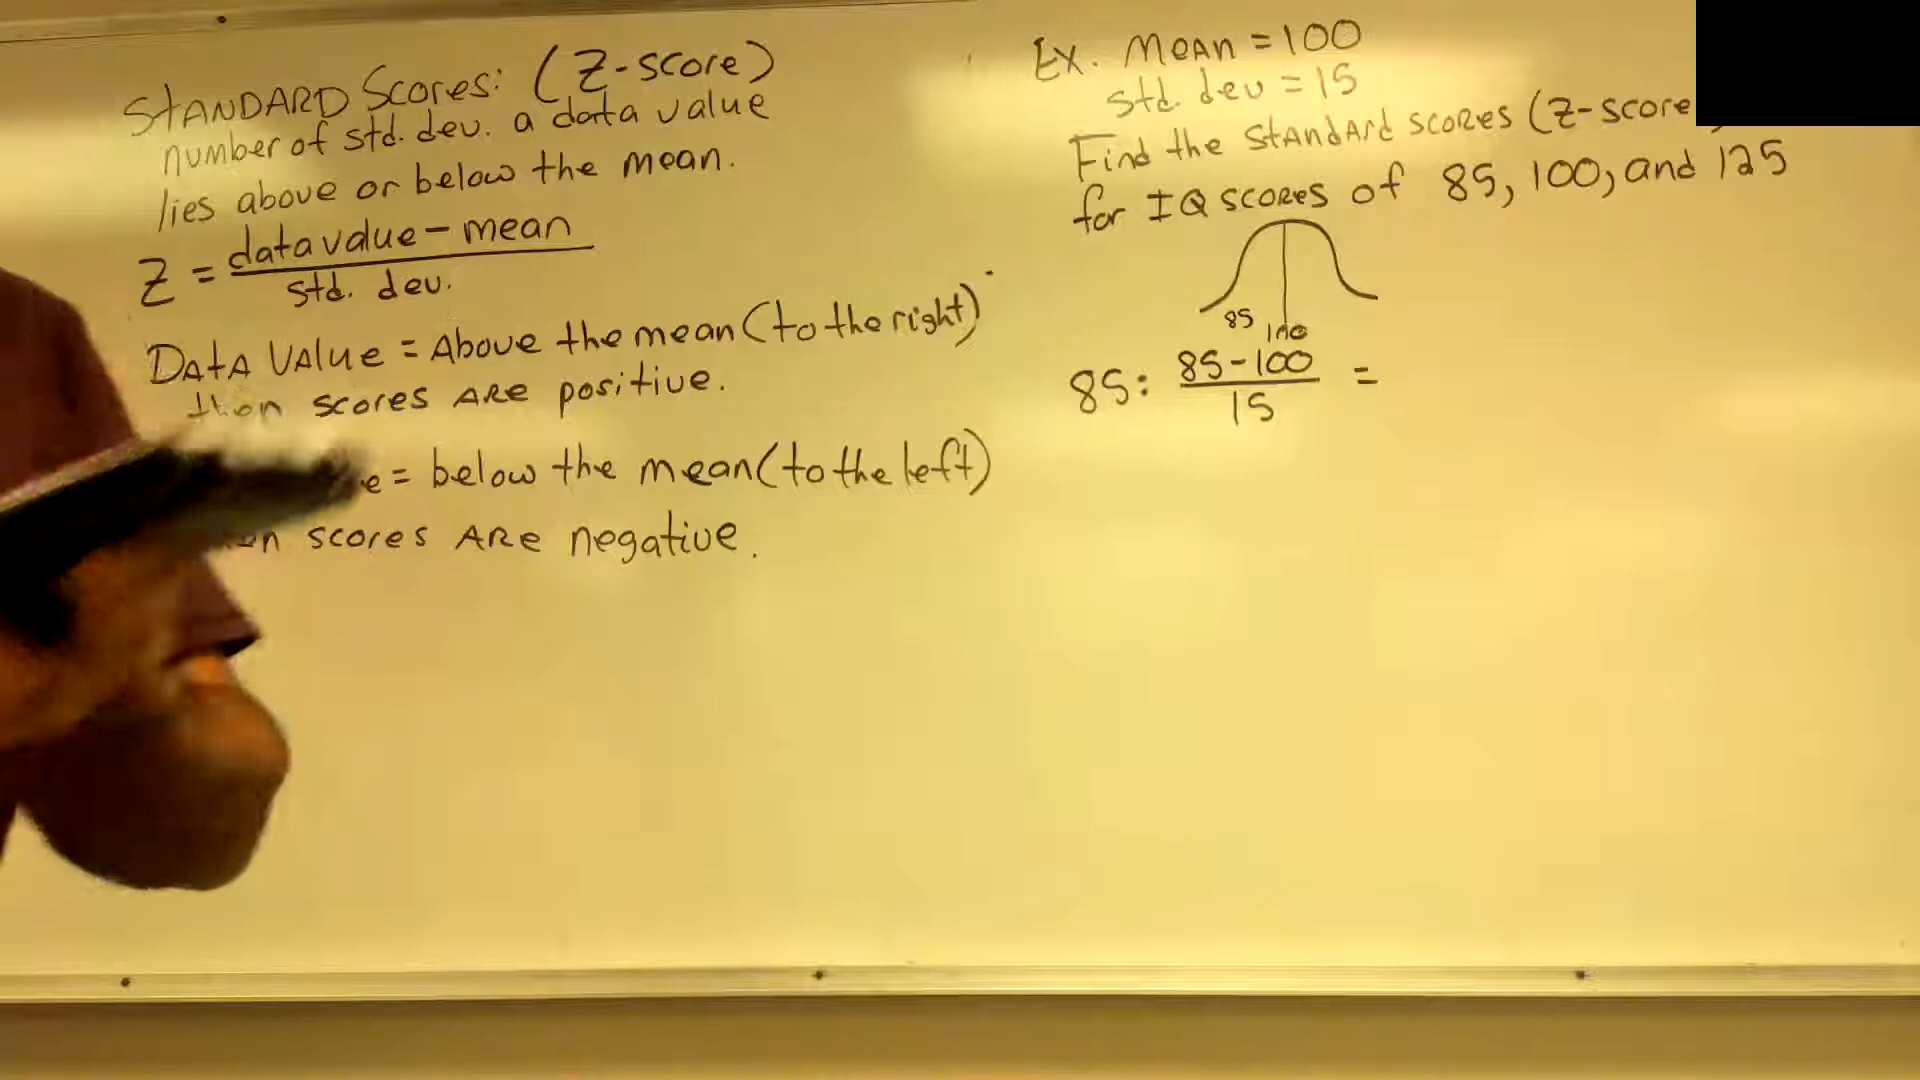 STANDARD Scores: (Z-score)
number of std. dev. a data value
lies above or below the mean.
Z = data value - mean
std. dev.
DATA VALUE = Above the mean (to the right)
then scores ARE positive.
e = below the mean (to the left)
n scores ARE negative.
Ex. Mean = 100
std. dev = 15
Find the STANDARD SCORES (Z-score
for IQ SCORES of 85, 100, and 125
85
100
85: 85-100 =
15